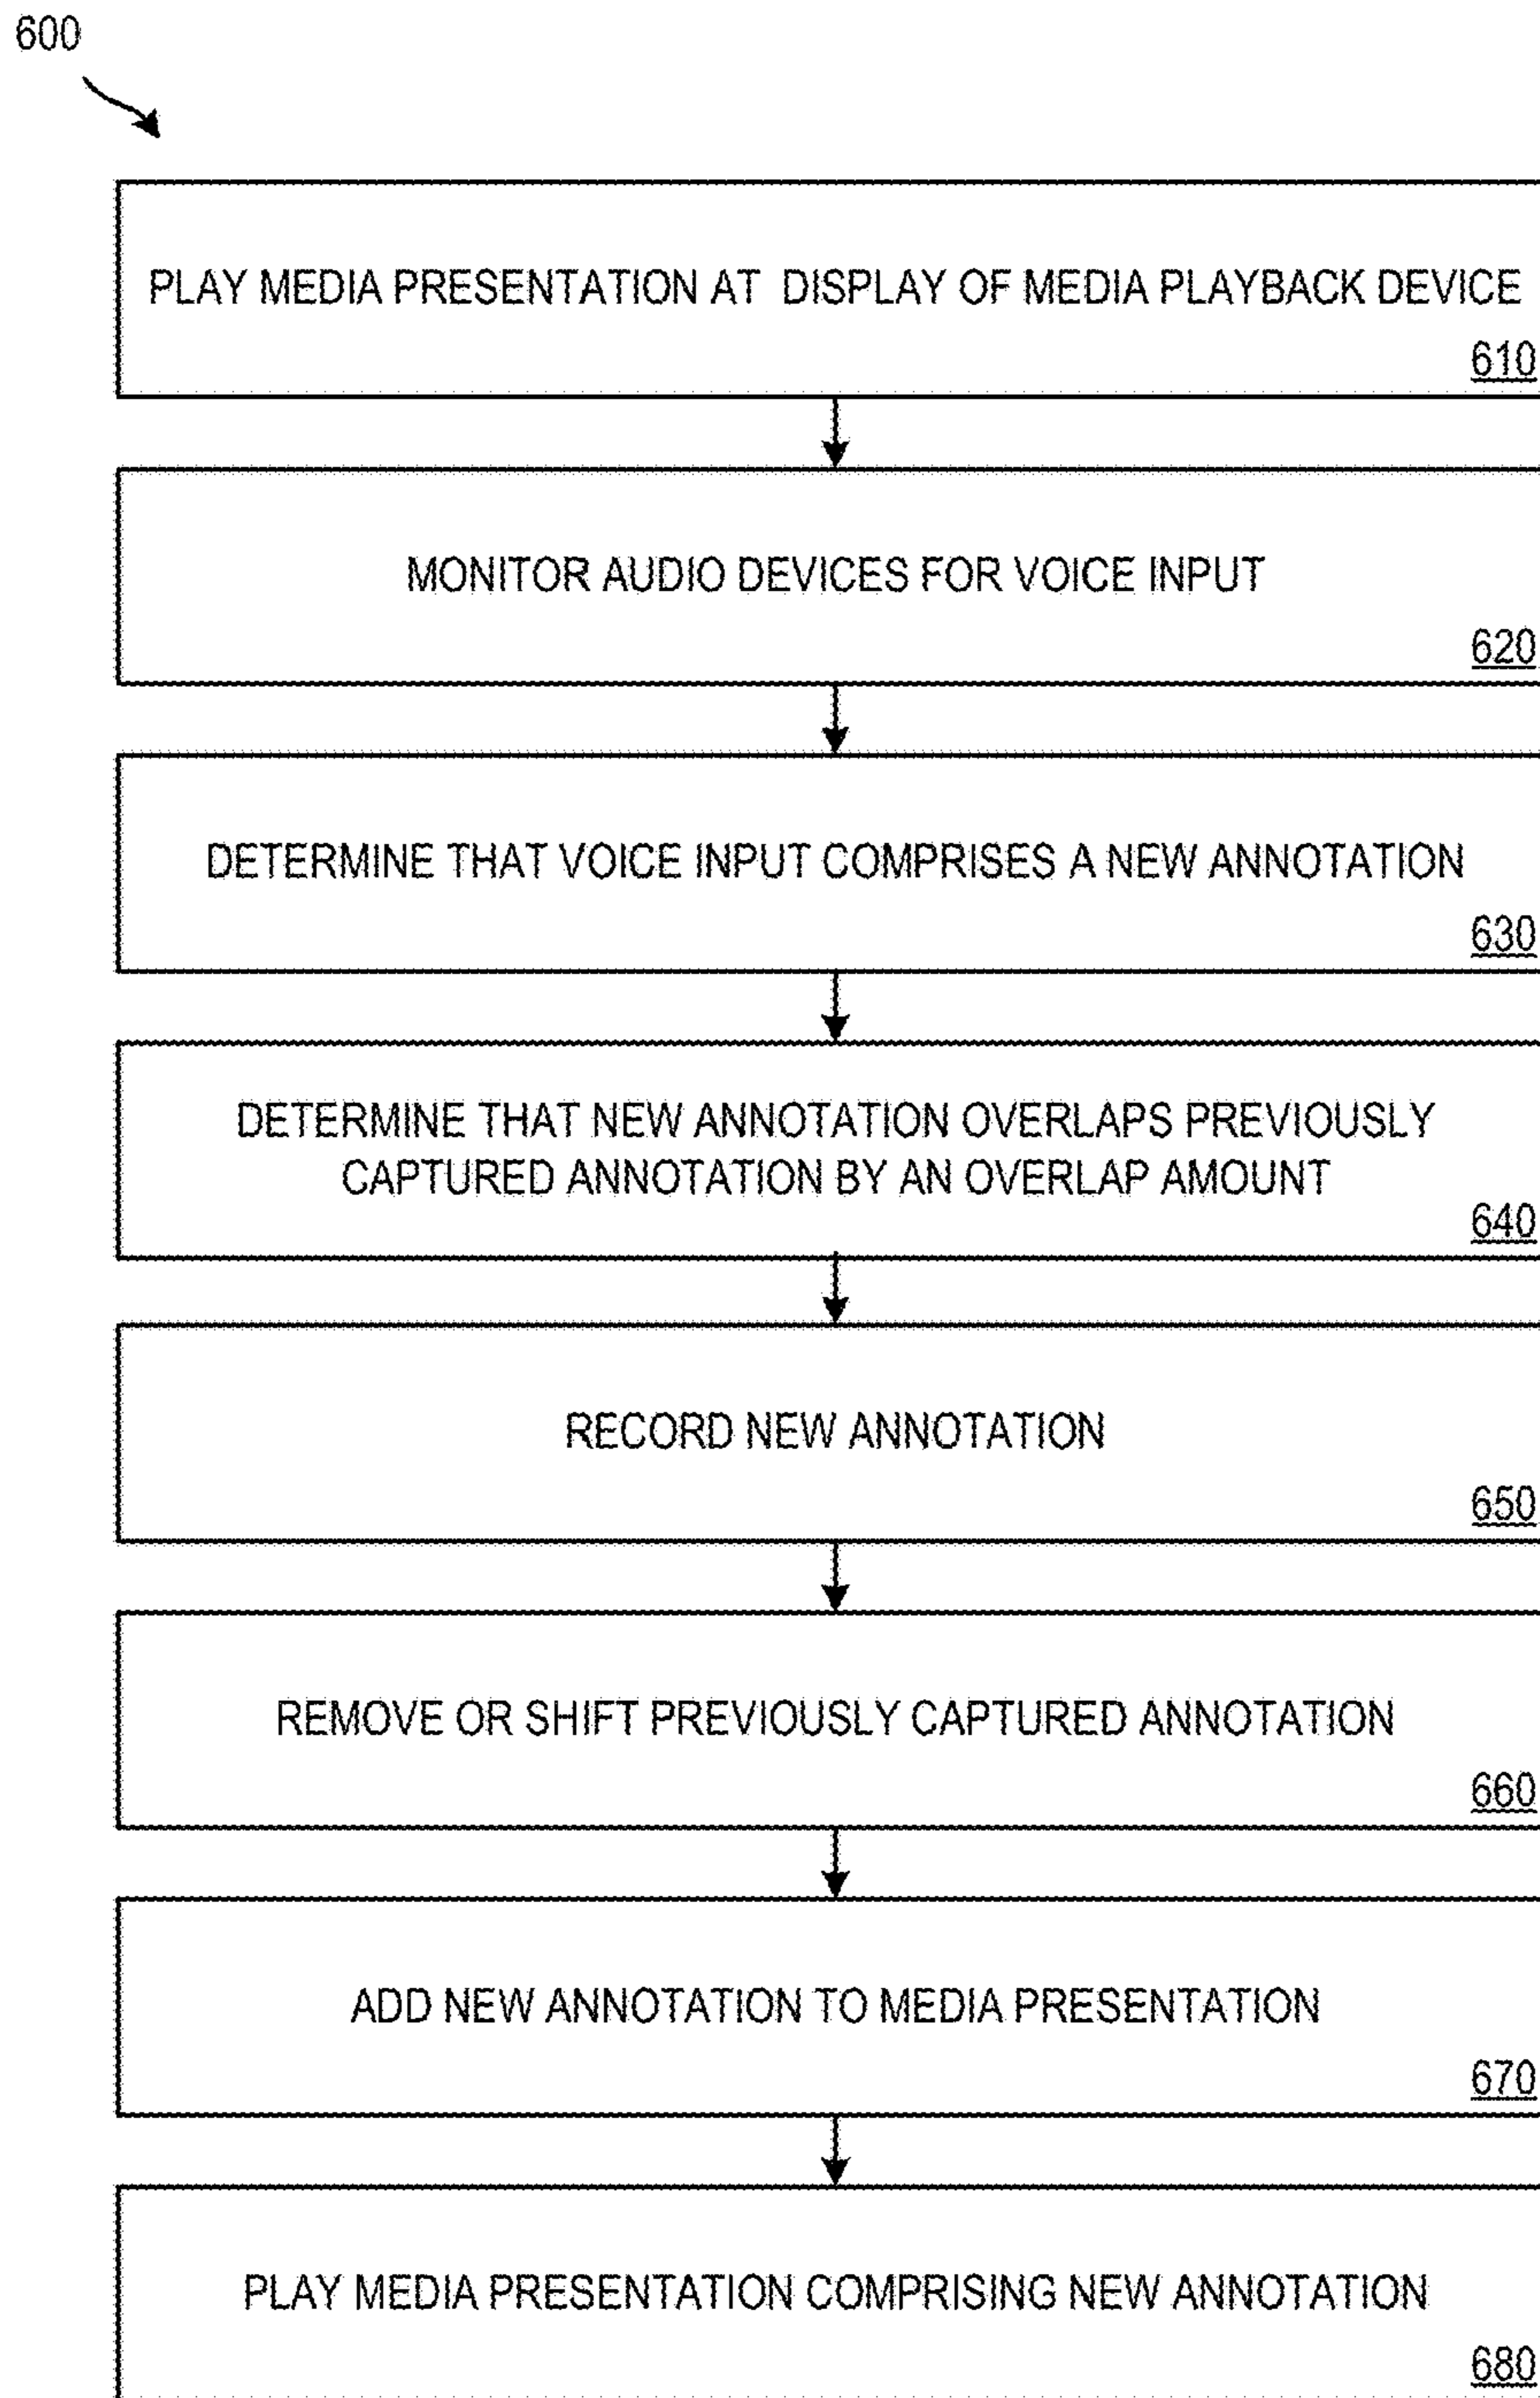 600
PLAY MEDIA PRESENTATION AT DISPLAY OF MEDIA PLAYBACK DEVICE
610
MONITOR AUDIO DEVICES FOR VOICE INPUT
620
DETERMINE THAT VOICE INPUT COMPRISES A NEW ANNOTATION
630
DETERMINE THAT NEW ANNOTATION OVERLAPS PREVIOUSLY
CAPTURED ANNOTATION BY AN OVERLAP AMOUNT
640
RECORD NEW ANNOTATION
650
REMOVE OR SHIFT PREVIOUSLY CAPTURED ANNOTATION
660
ADD NEW ANNOTATION TO MEDIA PRESENTATION
670
PLAY MEDIA PRESENTATION COMPRISING NEW ANNOTATION
680